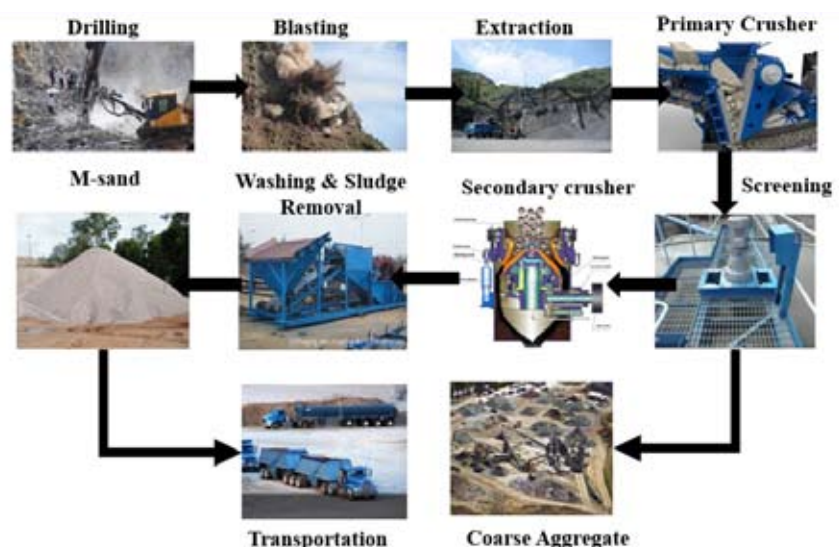 Drilling
Blasting
Extraction
Primary Crusher
M-sand
Washing & Sludge
Removal
Secondary crusher
Screening
Transportation
Coarse Aggregate